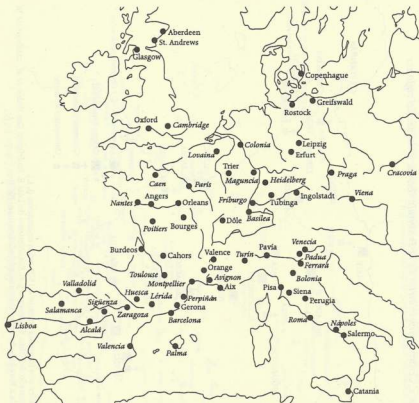 Aberdeen
St. Andrews
Glasgow
Copenhague
Greifswald
Rostock
Oxford
Cambridge
Colonia
Leipzig
Lovaina
Erfurt
Trier
Maguncia
Heidelberg
Praga
Cracovia
Caen
París
Friburgo
Tubinga
Ingolstadt
Viena
Nantes
Angers
Orleans
Basilea
Poitiers
Bourges
Dôle
Burdeos
Cahors
Valence
Turín
Pavía
Venecia
Padua
Ferrara
Orange
Toulouse
Montpellier
Avignon
Aix
Bolonia
Pisa
Siena
Perugia
Valladolid
Huesca
Perpiñán
Salamanca
Sigüenza
Lérida
Gerona
Roma
Nápoles
Lisboa
Alcalá
Zaragoza
Barcelona
Salermo
Valencia
Palma
Catania